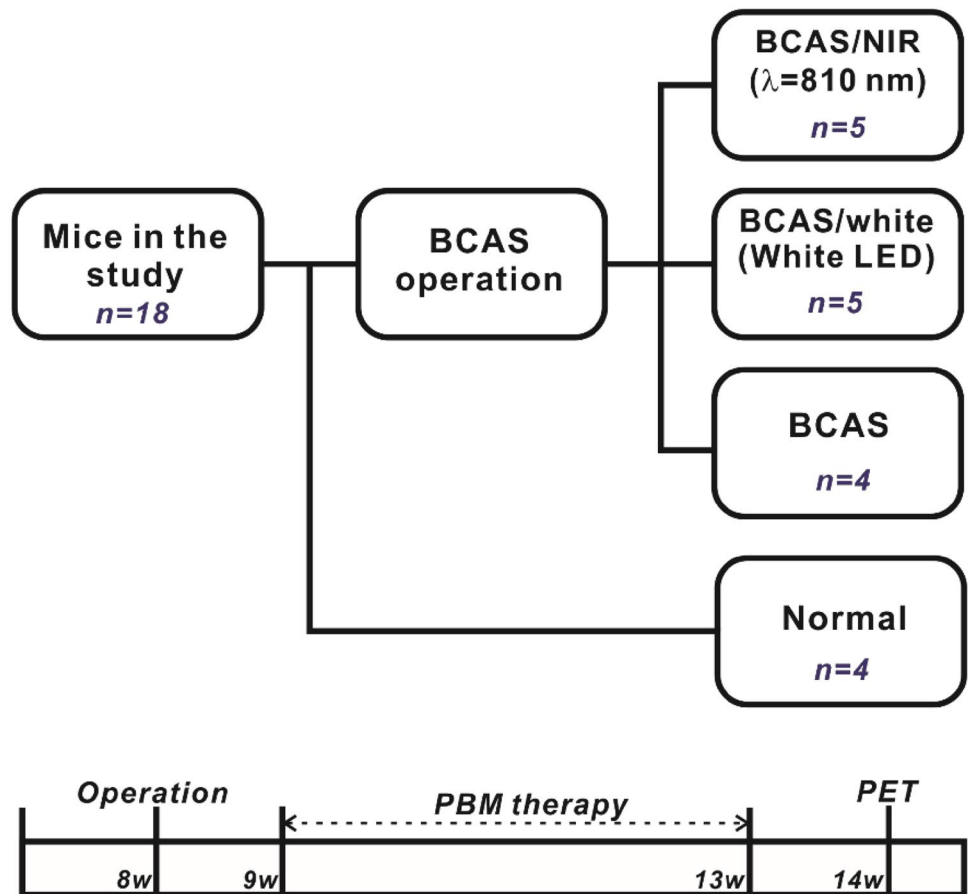 Mice in the
study
n=18
BCAS
operation
BCAS/NIR
(λ=810 nm)
n=5
BCAS/white
(White LED)
n=5
BCAS
n=4
Normal
n=4
Operation
PBM therapy
PET
8w
9w
13w
14w